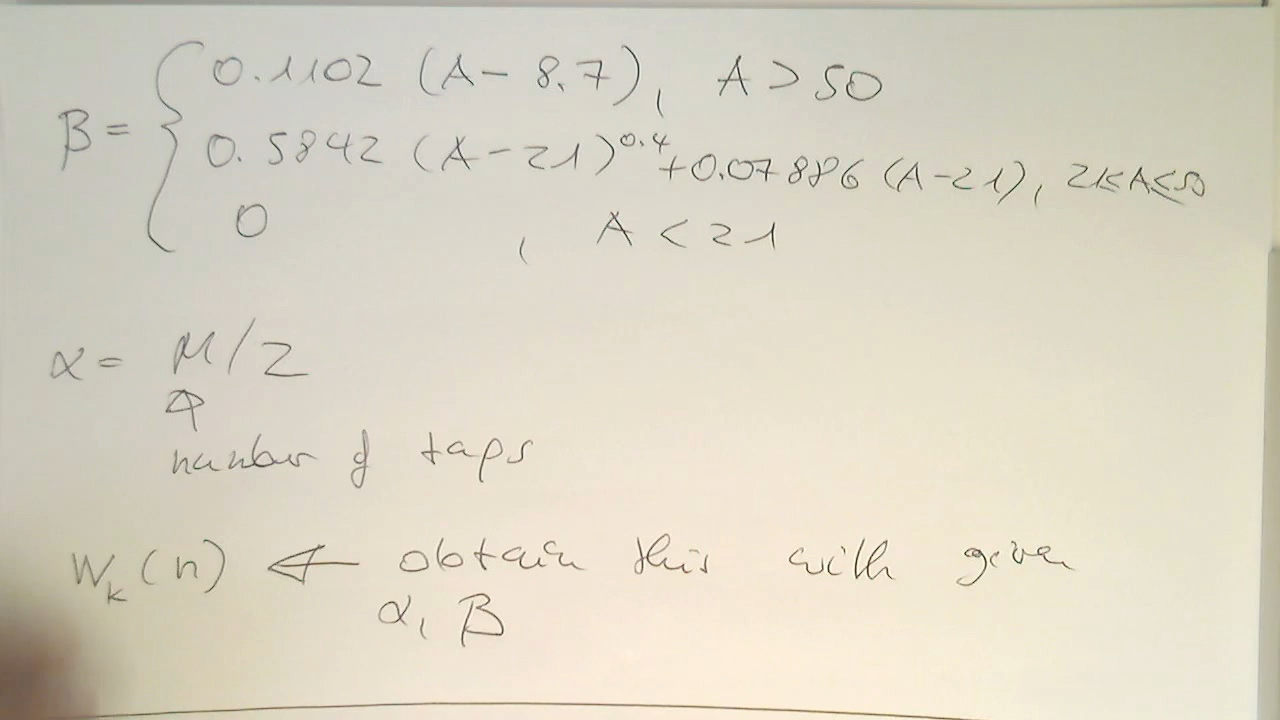 β = { 0.1102 (A - 8.7), A > 50
0.5842 (A - 21)^0.4 + 0.07886 (A - 21), 21 ≤ A ≤ 50
0 , A < 21
α = M/2
number of taps
W_k(n) ⇐ obtain this with given
α, β